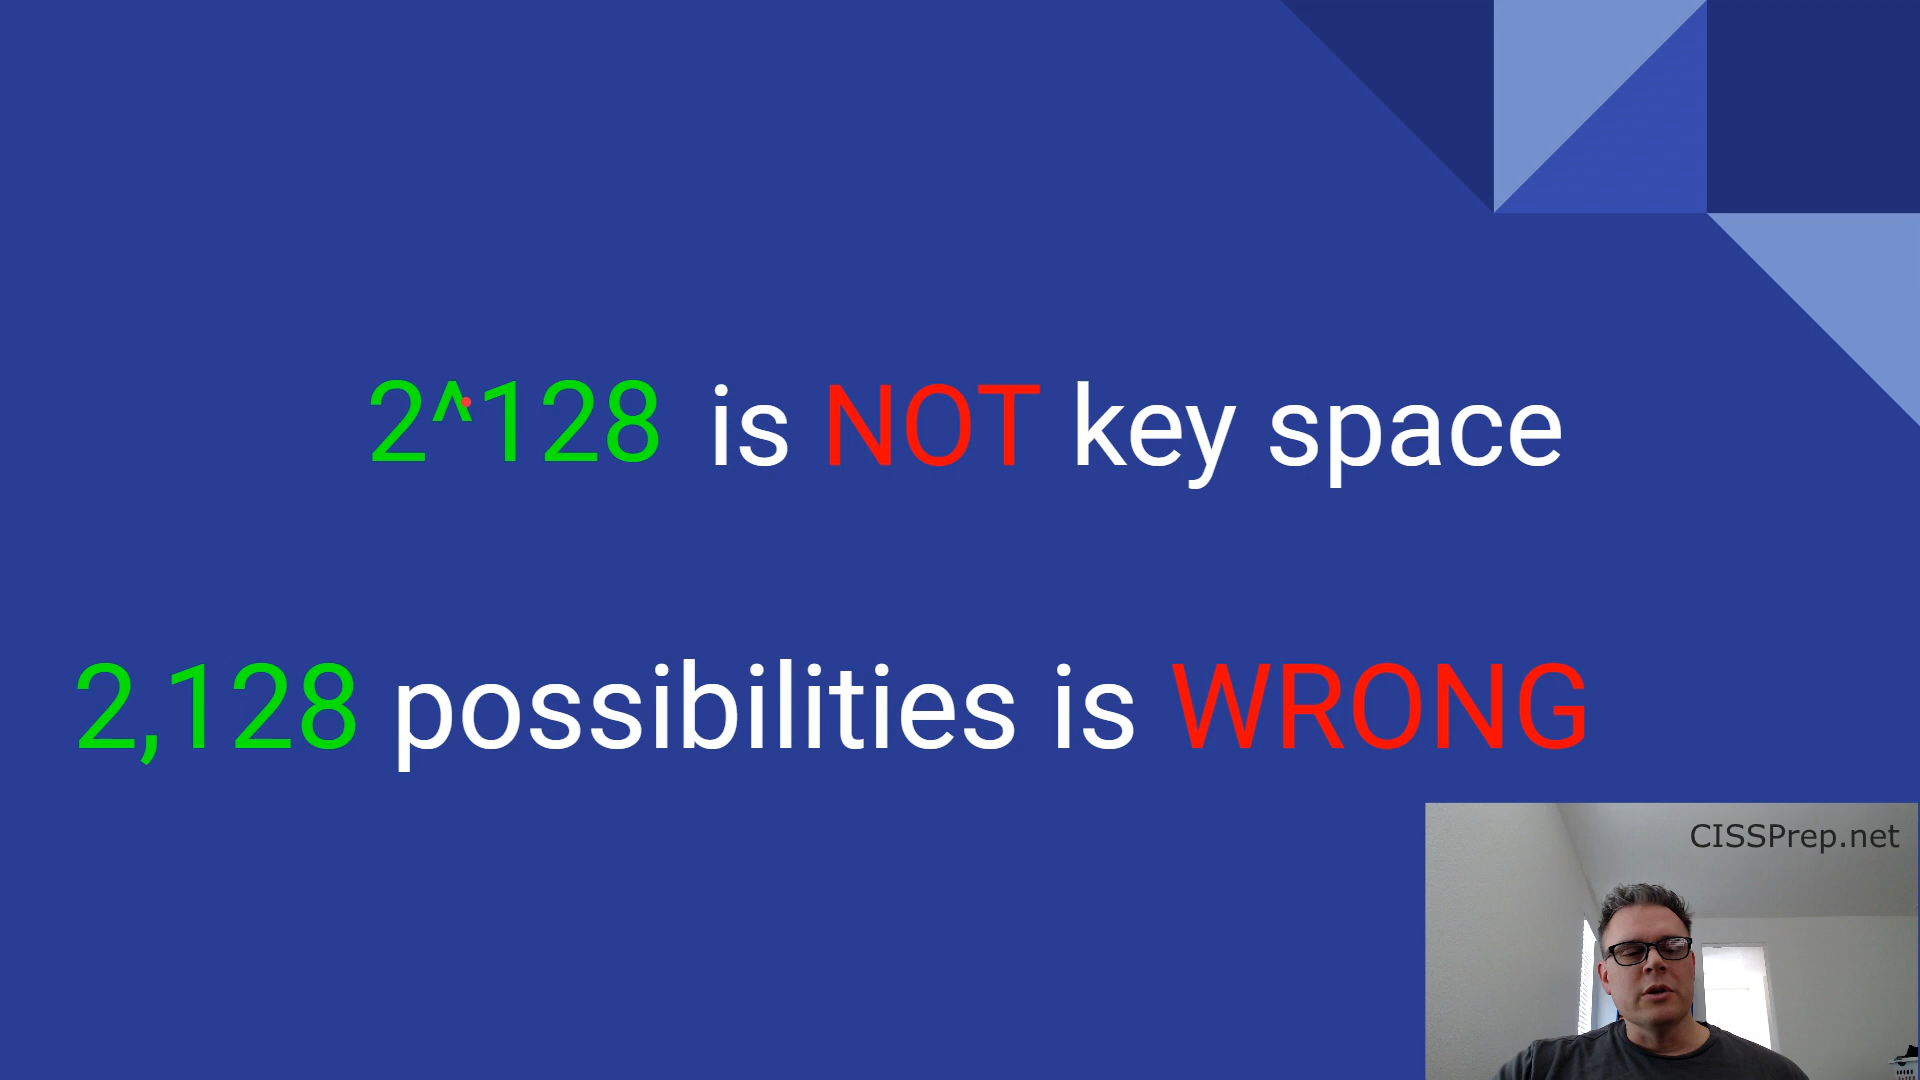 2^128 is NOT key space
2,128 possibilities is WRONG
CISSPrep.net